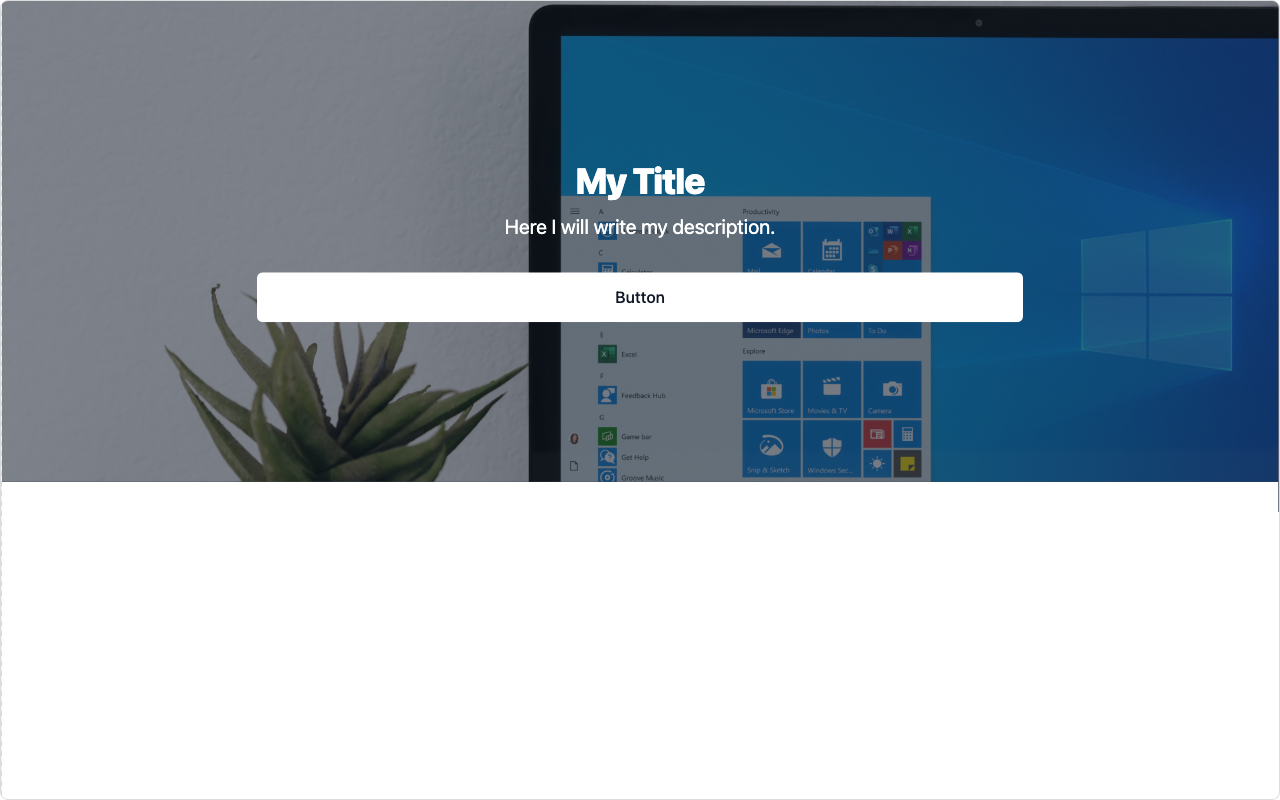 My Title
Here I will write my description.
Button
A
Productivity
C
Mail
Calendar
Microsoft Edge
Photos
To Do
E
Excel
Explore
F
Feedback Hub
Microsoft Store
Movies & TV
Camera
G
Game bar
Get Help
Snip & Sketch
Windows Sec...
Groove Music